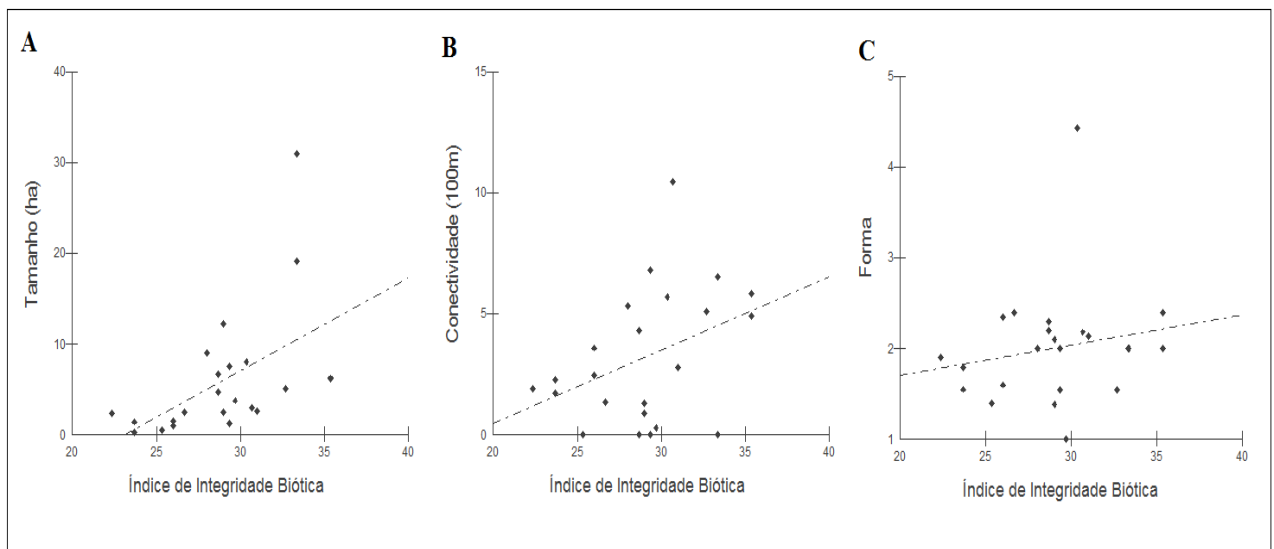 A
40
30
20
10
0
Tamanho (ha)
20 25 30 35 40
Índice de Integridade Biótica
B
15
10
5
0
Conectividade (100m)
20 25 30 35 40
Índice de Integridade Biótica
C
5
4
3
2
1
Forma
20 25 30 35 40
Índice de Integridade Biótica